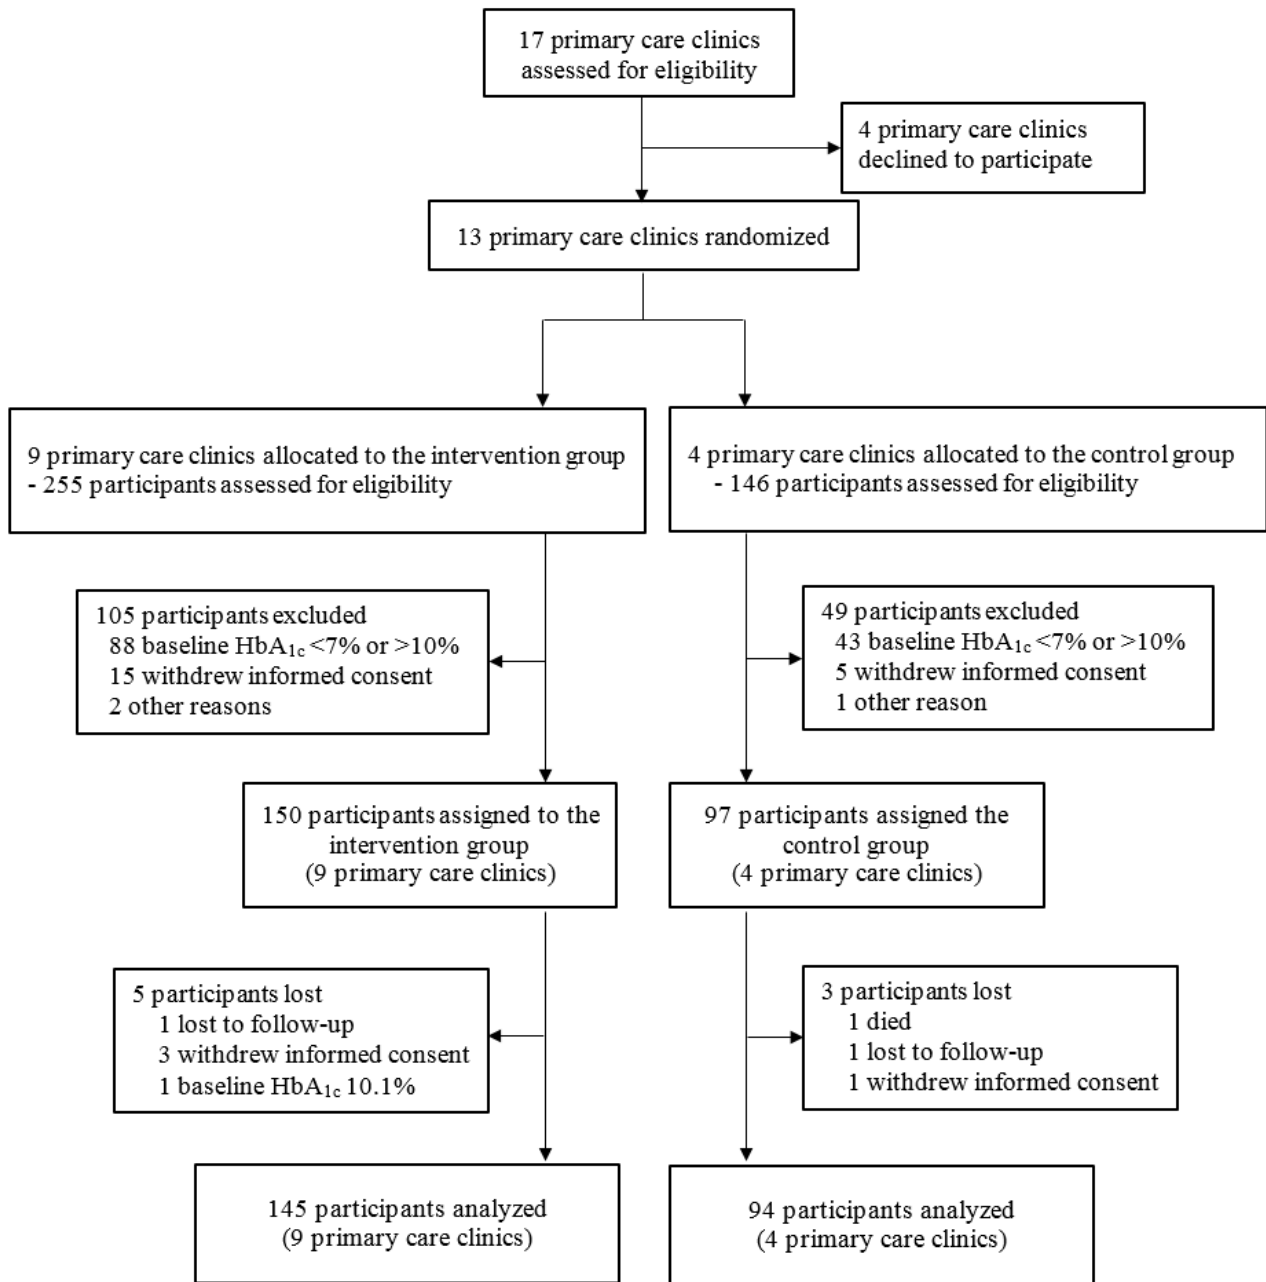 17 primary care clinics
assessed for eligibility
4 primary care clinics
declined to participate
13 primary care clinics randomized
9 primary care clinics allocated to the intervention group
- 255 participants assessed for eligibility
4 primary care clinics allocated to the control group
- 146 participants assessed for eligibility
105 participants excluded
88 baseline HbA1c <7% or >10%
15 withdrew informed consent
2 other reasons
49 participants excluded
43 baseline HbA1c <7% or >10%
5 withdrew informed consent
1 other reason
150 participants assigned to the
intervention group
(9 primary care clinics)
97 participants assigned the
control group
(4 primary care clinics)
5 participants lost
1 lost to follow-up
3 withdrew informed consent
1 baseline HbA1c 10.1%
3 participants lost
1 died
1 lost to follow-up
1 withdrew informed consent
145 participants analyzed
(9 primary care clinics)
94 participants analyzed
(4 primary care clinics)